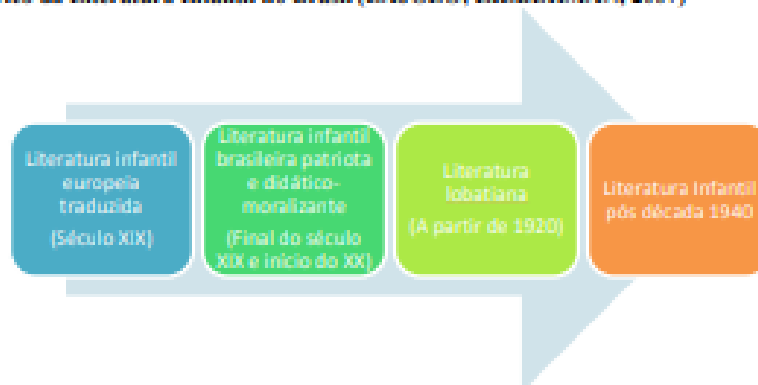 Literatura infantil
europeia
traduzida
(Século XIX)
Literatura infantil
brasileira patriota
e didático-
moralizante
(Final do século
XIX e início do XX)
Literatura
lobatiana
(A partir de 1920)
Literatura Infantil
pós década 1940